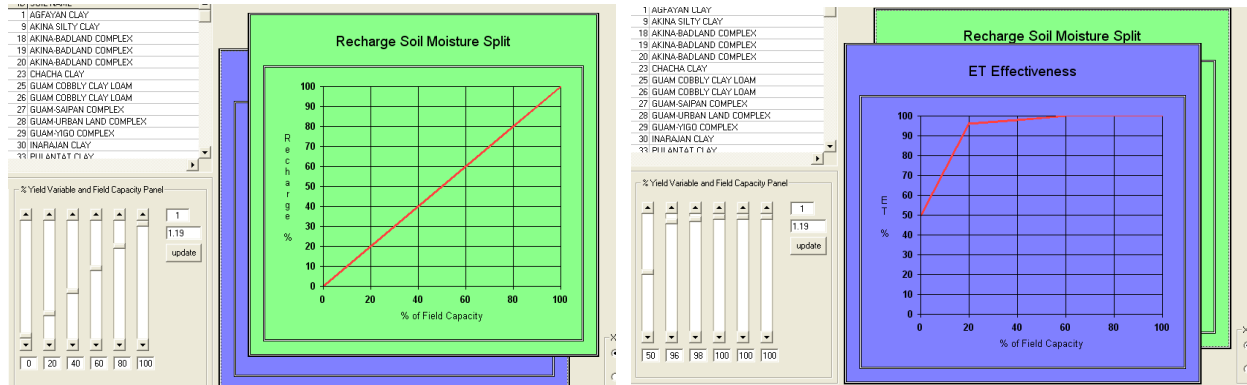 ID SOIL NAME
1 AGFAYAN CLAY
9 AKINA SILTY CLAY
18 AKINA-BADLAND COMPLEX
19 AKINA-BADLAND COMPLEX
20 AKINA-BADLAND COMPLEX
23 CHACHA CLAY
25 GUAM COBBLY CLAY LOAM
26 GUAM COBBLY CLAY LOAM
27 GUAM-SAIPAN COMPLEX
28 GUAM-URBAN LAND COMPLEX
29 GUAM-YIGO COMPLEX
30 INARAJAN CLAY
33 PULANTAT CLAY
% Yield Variable and Field Capacity Panel
1
1.19
update
0 20 40 60 80 100
Recharge Soil Moisture Split
100
90
80
70
60
50
40
30
20
10
0
Recharge %
0 20 40 60 80 100
% of Field Capacity
X
1 AGFAYAN CLAY
9 AKINA SILTY CLAY
18 AKINA-BADLAND COMPLEX
19 AKINA-BADLAND COMPLEX
20 AKINA-BADLAND COMPLEX
23 CHACHA CLAY
25 GUAM COBBLY CLAY LOAM
26 GUAM COBBLY CLAY LOAM
27 GUAM-SAIPAN COMPLEX
28 GUAM-URBAN LAND COMPLEX
29 GUAM-YIGO COMPLEX
30 INARAJAN CLAY
33 PULANTAT CLAY
% Yield Variable and Field Capacity Panel
1
1.19
update
50 96 98 100 100 100
Recharge Soil Moisture Split
ET Effectiveness
100
90
80
70
60
50
40
30
20
10
0
ET %
0 20 40 60 80 100
% of Field Capacity
X